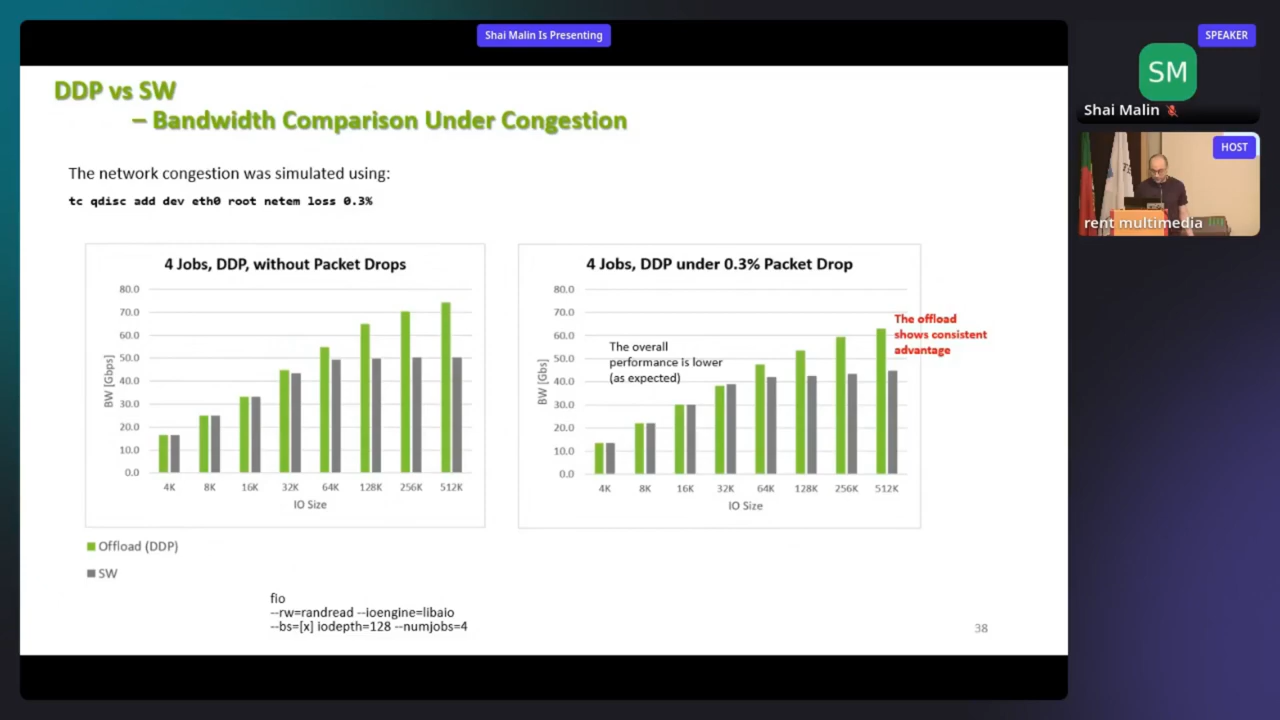 Shai Malin Is Presenting
SPEAKER
SM
Shai Malin
HOST
rent multimedia
DDP vs SW
– Bandwidth Comparison Under Congestion
The network congestion was simulated using:
tc qdisc add dev eth0 root netem loss 0.3%
4 Jobs, DDP, without Packet Drops
80.0
70.0
60.0
50.0
40.0
30.0
20.0
10.0
0.0
BW [Gbps]
4K 8K 16K 32K 64K 128K 256K 512K
IO Size
4 Jobs, DDP under 0.3% Packet Drop
80.0
70.0
60.0
50.0
40.0
30.0
20.0
10.0
0.0
BW [Gbs]
The overall
performance is lower
(as expected)
The offload
shows consistent
advantage
4K 8K 16K 32K 64K 128K 256K 512K
IO Size
Offload (DDP)
SW
fio
--rw=randread --ioengine=libaio
--bs=[x] iodepth=128 --numjobs=4
38